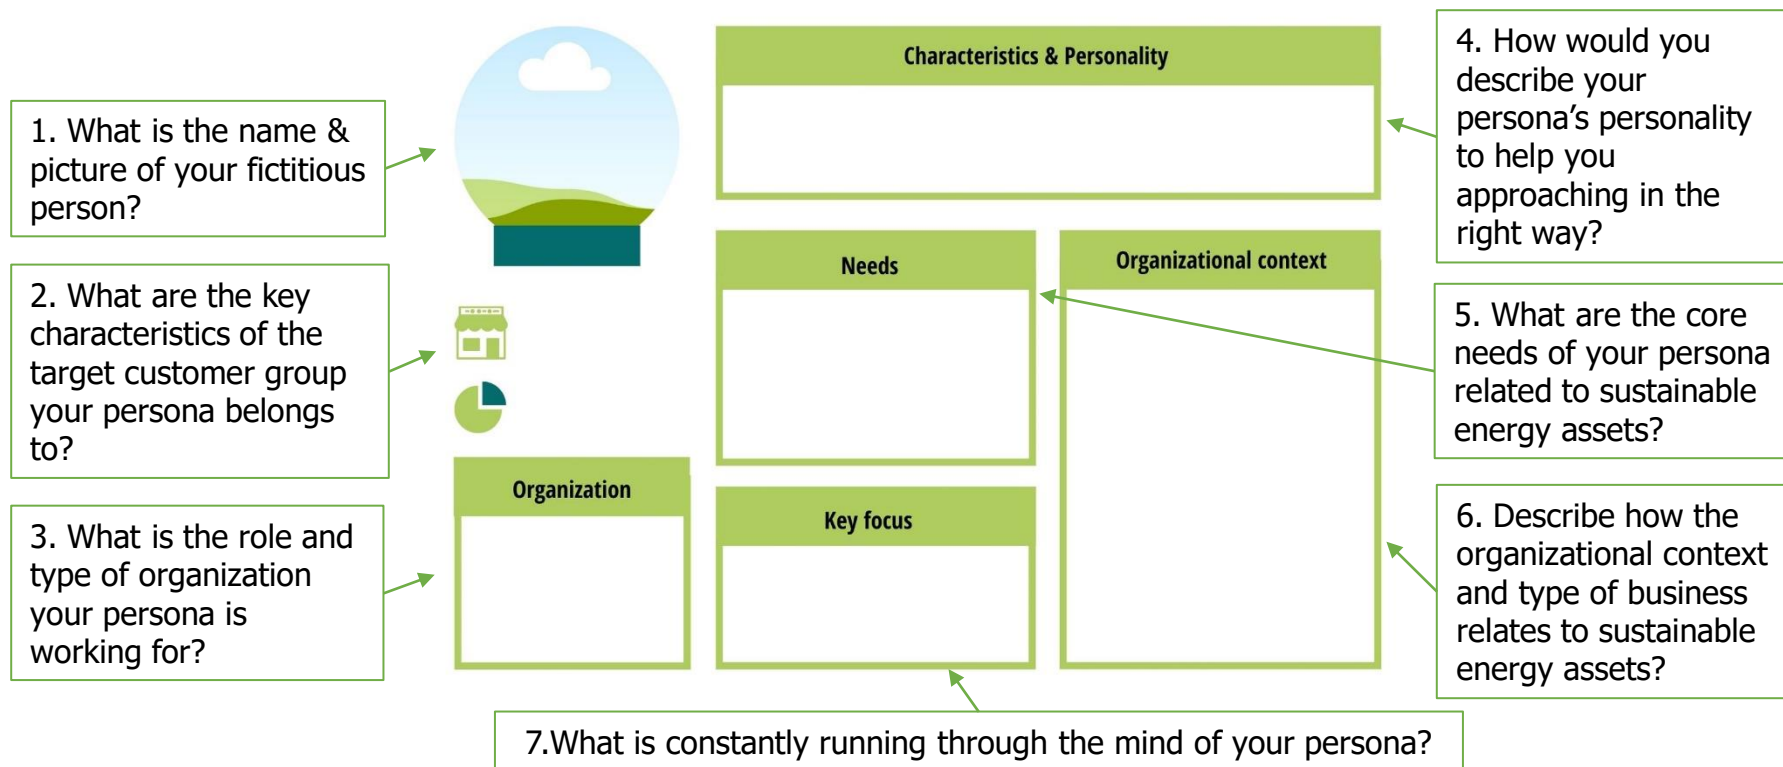 1. What is the name &
picture of your fictitious
person?
2. What are the key
characteristics of the
target customer group
your persona belongs
to?
3. What is the role and
type of organization
your persona is
working for?
Characteristics & Personality
Needs
Organizational context
Organization
Key focus
4. How would you
describe your
persona’s personality
to help you
approaching in the
right way?
5. What are the core
needs of your persona
related to sustainable
energy assets?
6. Describe how the
organizational context
and type of business
relates to sustainable
energy assets?
7.What is constantly running through the mind of your persona?